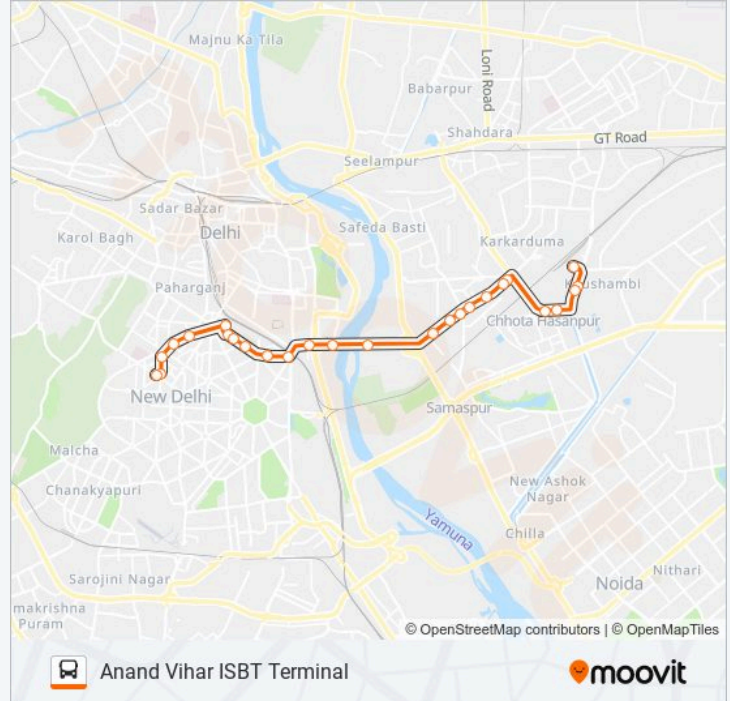 Majnu Ka Tila
Loni Road
Babarpur
Shahdara
GT Road
Seelampur
Sadar Bazar
Karol Bagh
Delhi
Safeda Basti
Karkarduma
Paharganj
Kaushambi
Chhota Hasanpur
New Delhi
Samaspur
Malcha
Chanakyapuri
New Ashok
Nagar
Yamuna
Chilla
Sarojini Nagar
Noida
Nithari
makrishna
Puram
© OpenStreetMap contributors | © OpenMapTiles
Anand Vihar ISBT Terminal
moovit